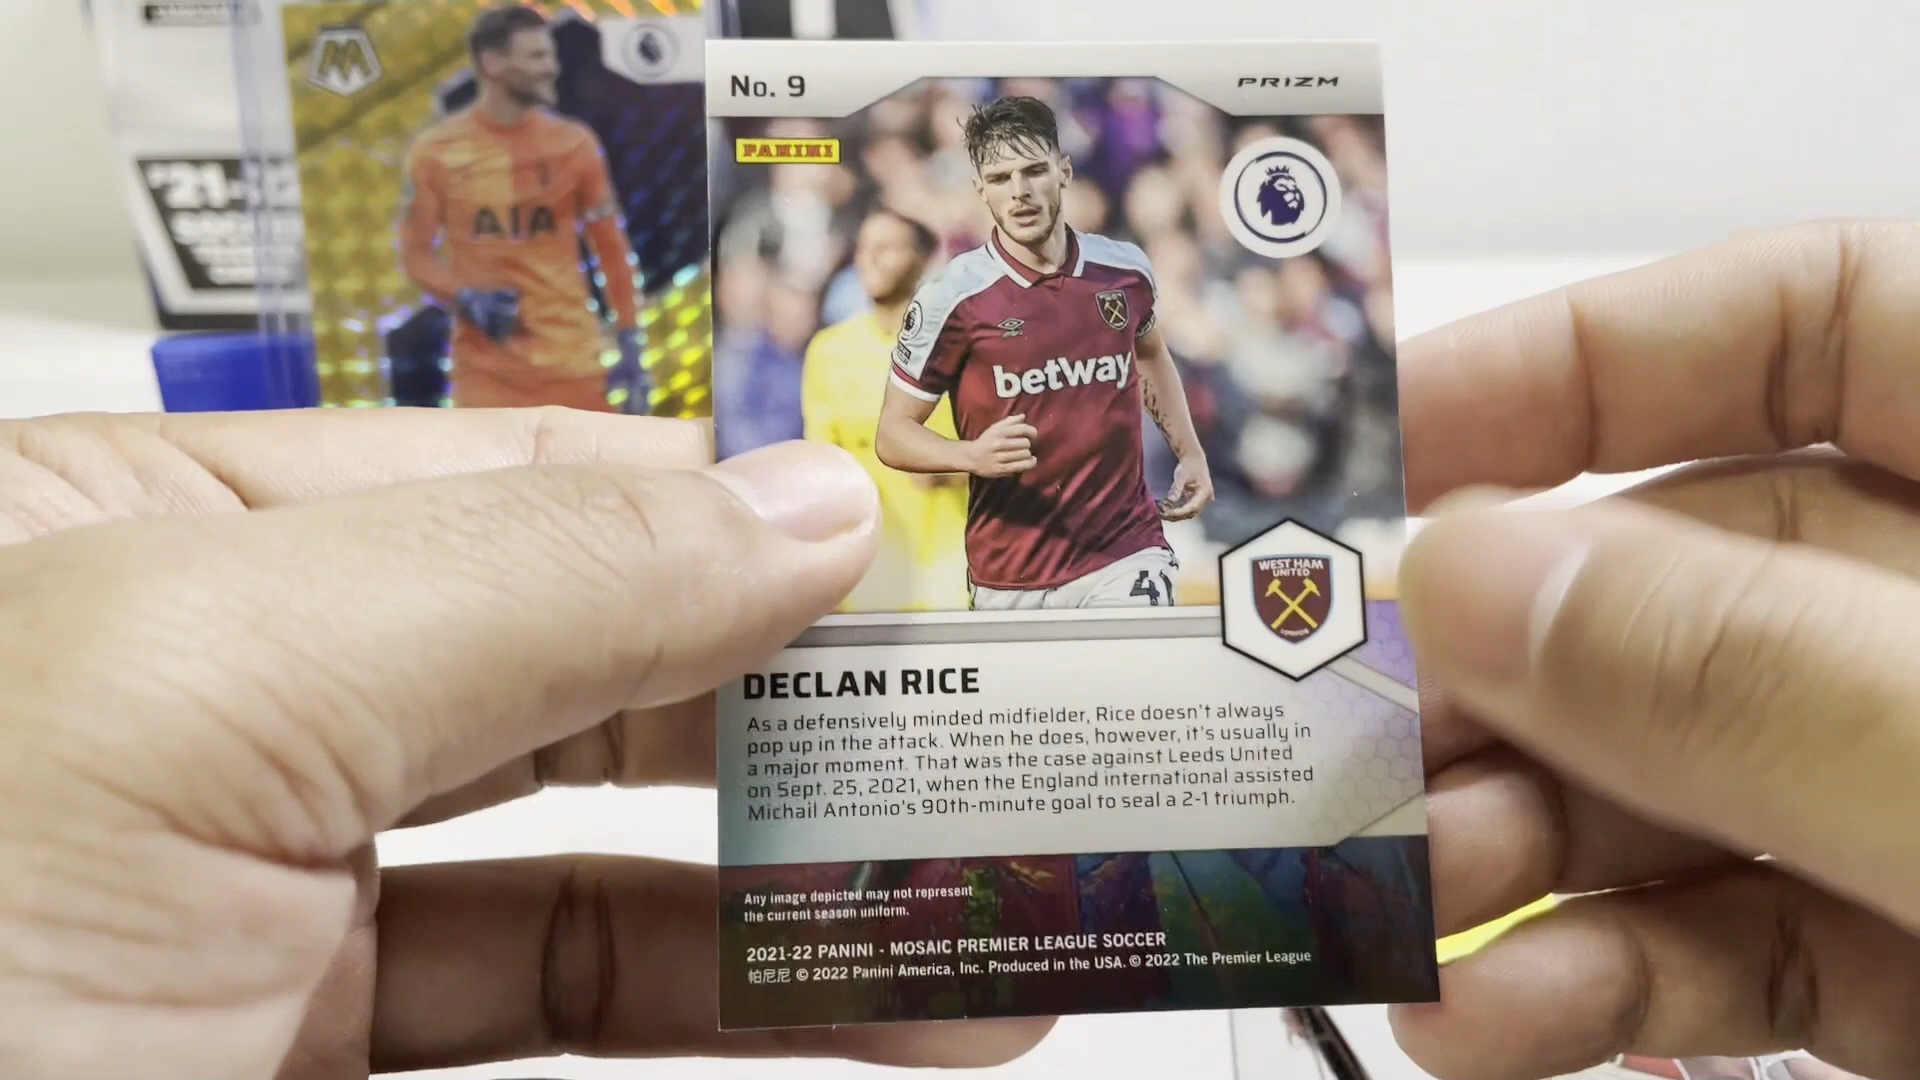 No. 9
PRIZM
PANINI
AIA
betway
41
WEST HAM
UNITED
LONDON
DECLAN RICE
As a defensively minded midfielder, Rice doesn't always
pop up in the attack. When he does, however, it's usually in
a major moment. That was the case against Leeds United
on Sept. 25, 2021, when the England international assisted
Michail Antonio's 90th-minute goal to seal a 2-1 triumph.
Any image depicted may not represent
the current season uniform.
2021-22 PANINI - MOSAIC PREMIER LEAGUE SOCCER
帕尼尼 © 2022 Panini America, Inc. Produced in the USA. © 2022 The Premier League